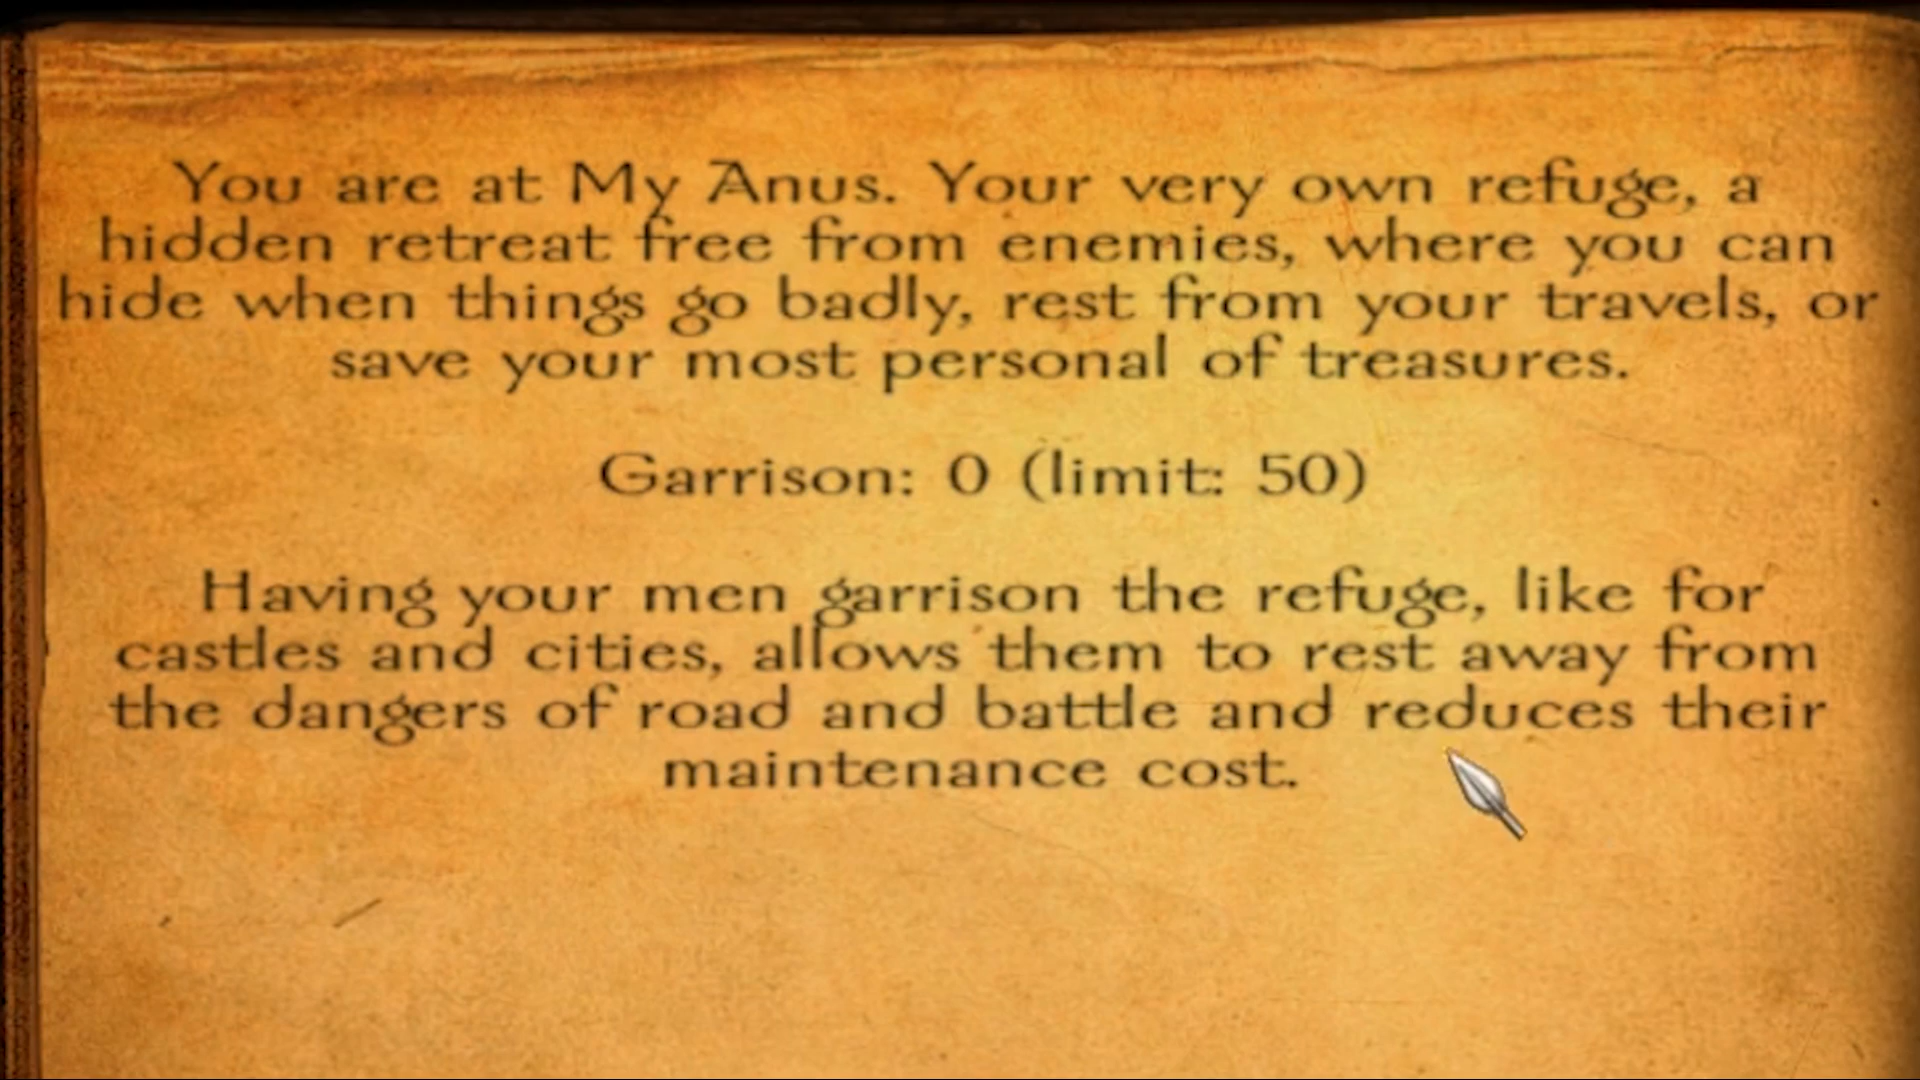 You are at My Anus. Your very own refuge, a
hidden retreat free from enemies, where you can
hide when things go badly, rest from your travels, or
save your most personal of treasures.
Garrison: 0 (limit: 50)
Having your men garrison the refuge, like for
castles and cities, allows them to rest away from
the dangers of road and battle and reduces their
maintenance cost.